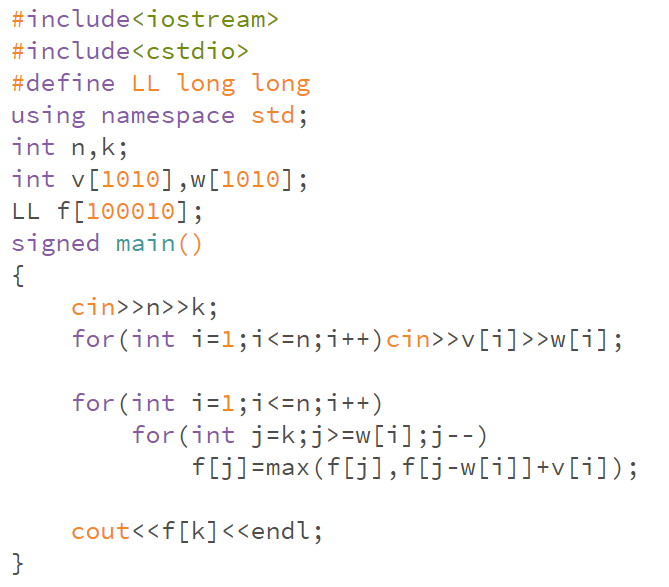 #include<iostream>
#include<cstdio>
#define LL long long
using namespace std;
int n,k;
int v[1010],w[1010];
LL f[100010];
signed main()
{
    cin>>n>>k;
    for(int i=1;i<=n;i++)cin>>v[i]>>w[i];

    for(int i=1;i<=n;i++)
        for(int j=k;j>=w[i];j--)
            f[j]=max(f[j],f[j-w[i]]+v[i]);

    cout<<f[k]<<endl;
}